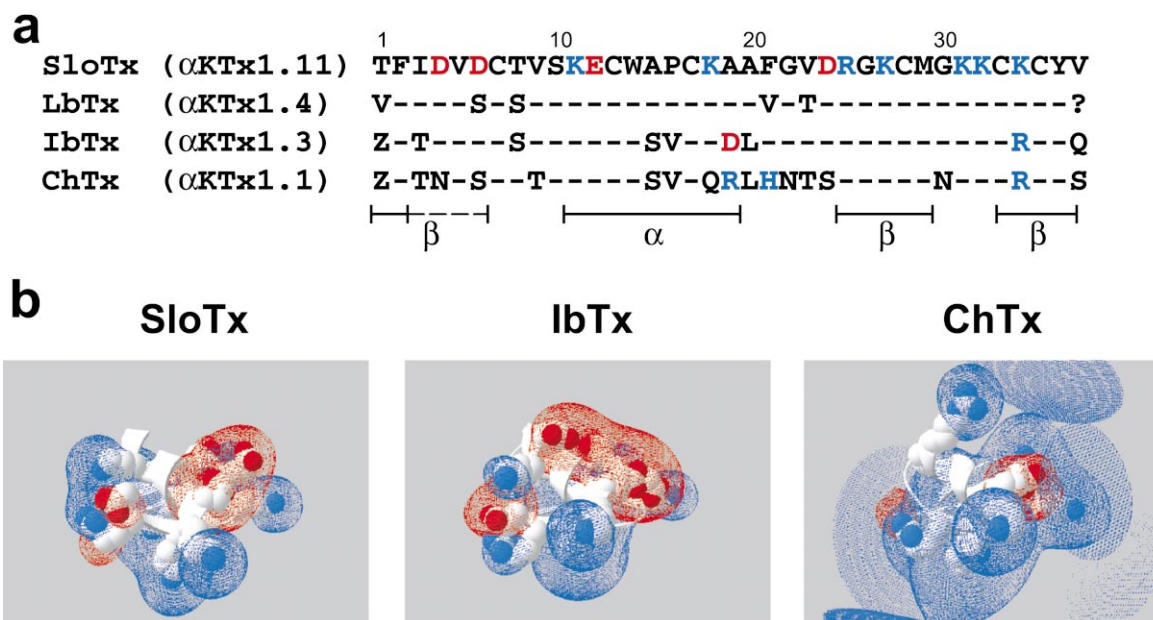 a
1 10 20 30
SloTx (αKTx1.11) TFIDVDCTVSKECWAPCKAAFGVDRGKCMGKKCKCYV
LbTx (αKTx1.4) V----S-S------------V-T-------------?
IbTx (αKTx1.3) Z-T----S------SV--DL-------------R--Q
ChTx (αKTx1.1) Z-TN-S--T-----SV-QRLHNTS-----N---R--S
β α β β
b
SloTx IbTx ChTx